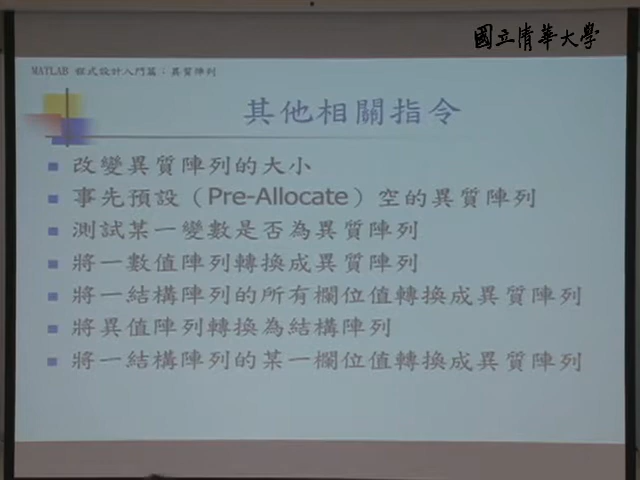 國立清華大學
MATLAB 程式設計入門篇：異質陣列
其他相關指令
改變異質陣列的大小
事先預設（Pre-Allocate）空的異質陣列
測試某一變數是否為異質陣列
將一數值陣列轉換成異質陣列
將一結構陣列的所有欄位值轉換成異質陣列
將異值陣列轉換為結構陣列
將一結構陣列的某一欄位值轉換成異質陣列